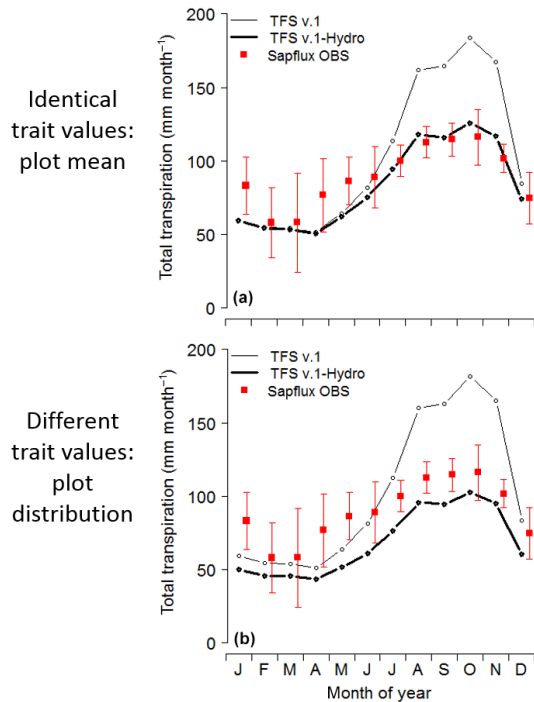 Identical
trait values:
plot mean
Total transpiration (mm month⁻¹)
200
150
100
50
0
TFS v.1
TFS v.1-Hydro
Sapflux OBS
(a)
Different
trait values:
plot
distribution
Total transpiration (mm month⁻¹)
200
150
100
50
0
TFS v.1
TFS v.1-Hydro
Sapflux OBS
(b)
J F M A M J J A S O N D
Month of year